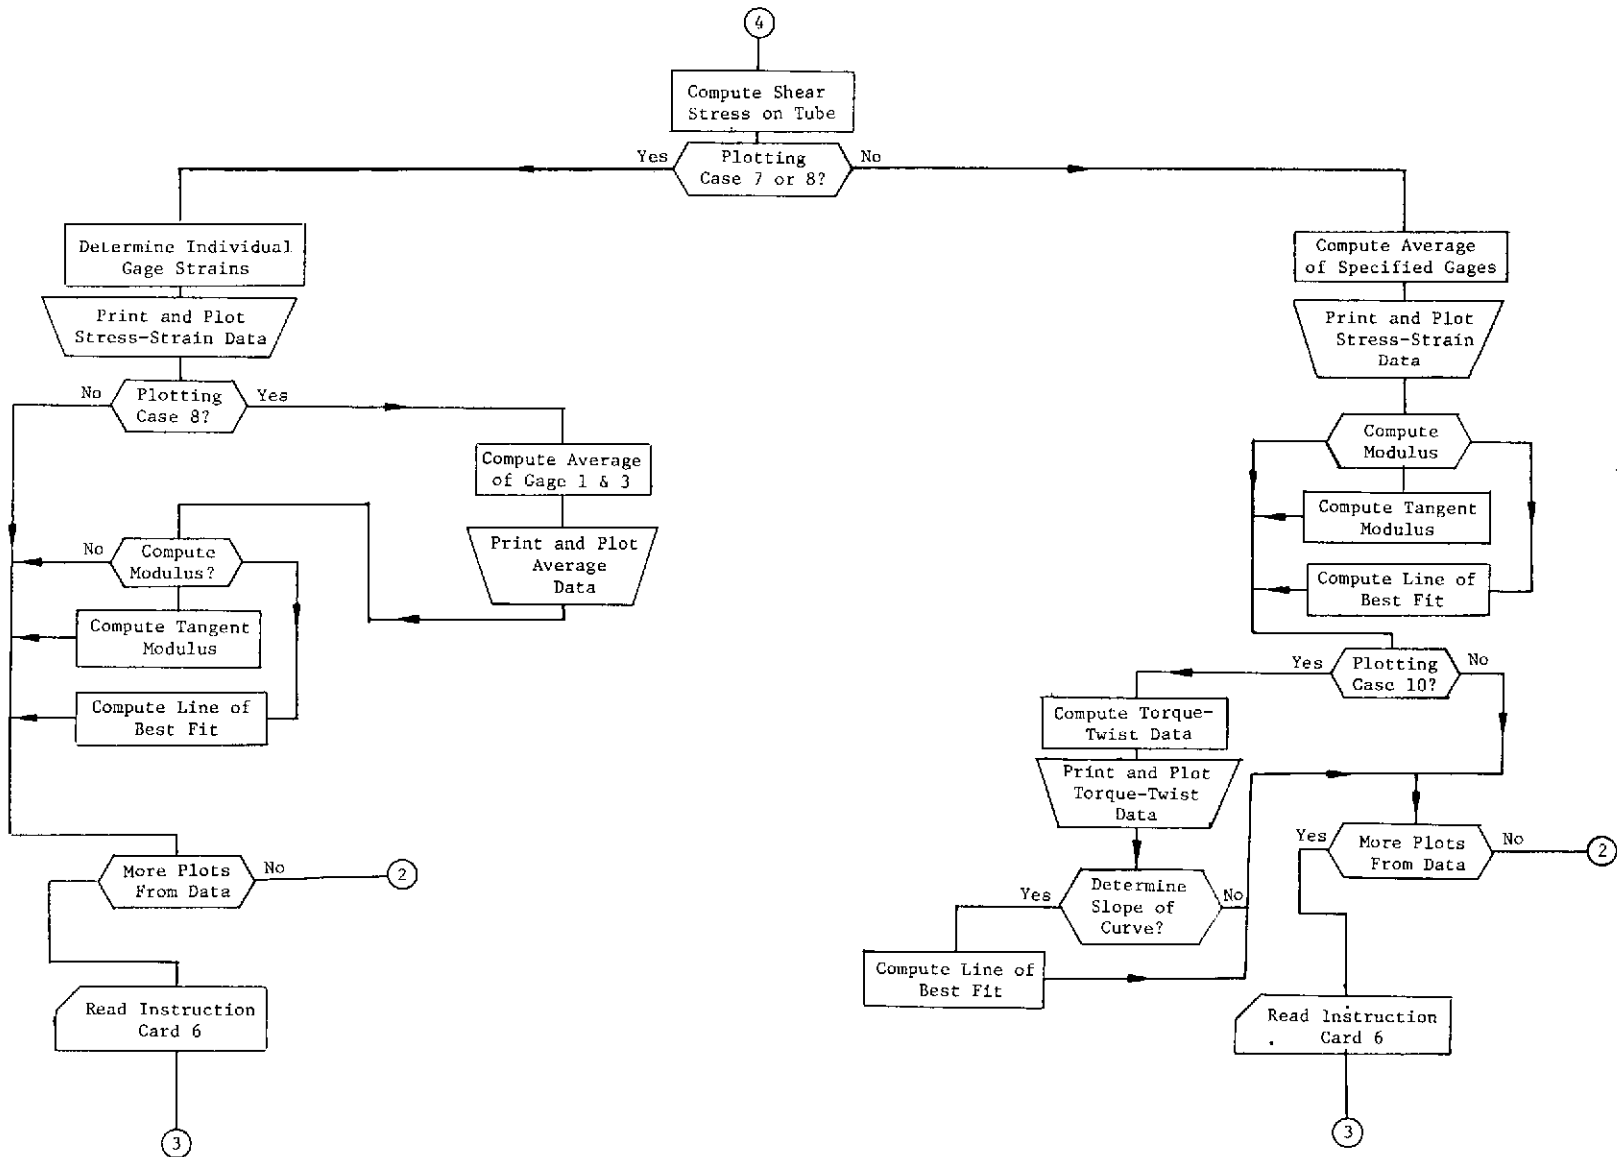 4
Compute Shear
Stress on Tube
Yes
Plotting
Case 7 or 8?
No
Determine Individual
Gage Strains
Print and Plot
Stress-Strain Data
No
Plotting
Case 8?
Yes
Compute Average
of Gage 1 & 3
Print and Plot
Average
Data
No
Compute
Modulus?
Compute Tangent
Modulus
Compute Line of
Best Fit
More Plots
From Data
No
2
Read Instruction
Card 6
3
Compute Average
of Specified Gages
Print and Plot
Stress-Strain
Data
Compute
Modulus
Compute Tangent
Modulus
Compute Line of
Best Fit
Yes
Plotting
Case 10?
No
Compute Torque-
Twist Data
Print and Plot
Torque-Twist
Data
Yes
Determine
Slope of
Curve?
No
Compute Line of
Best Fit
Yes
More Plots
From Data
No
2
Read Instruction
Card 6
3